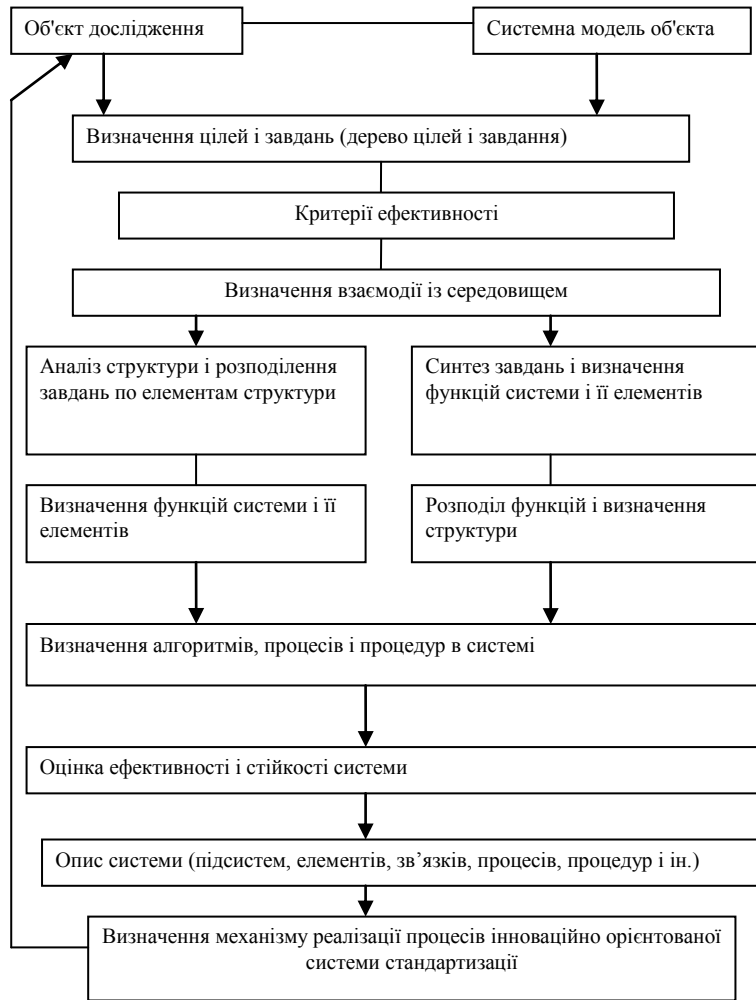 Об'єкт дослідження
Системна модель об'єкта
Визначення цілей і завдань (дерево цілей і завдання)
Критерії ефективності
Визначення взаємодії із середовищем
Аналіз структури і розподілення
завдань по елементам структури
Синтез завдань і визначення
функцій системи і її елементів
Визначення функцій системи і її
елементів
Розподіл функцій і визначення
структури
Визначення алгоритмів, процесів і процедур в системі
Оцінка ефективності і стійкості системи
Опис системи (підсистем, елементів, зв’язків, процесів, процедур і ін.)
Визначення механізму реалізації процесів інноваційно орієнтованої
системи стандартизації